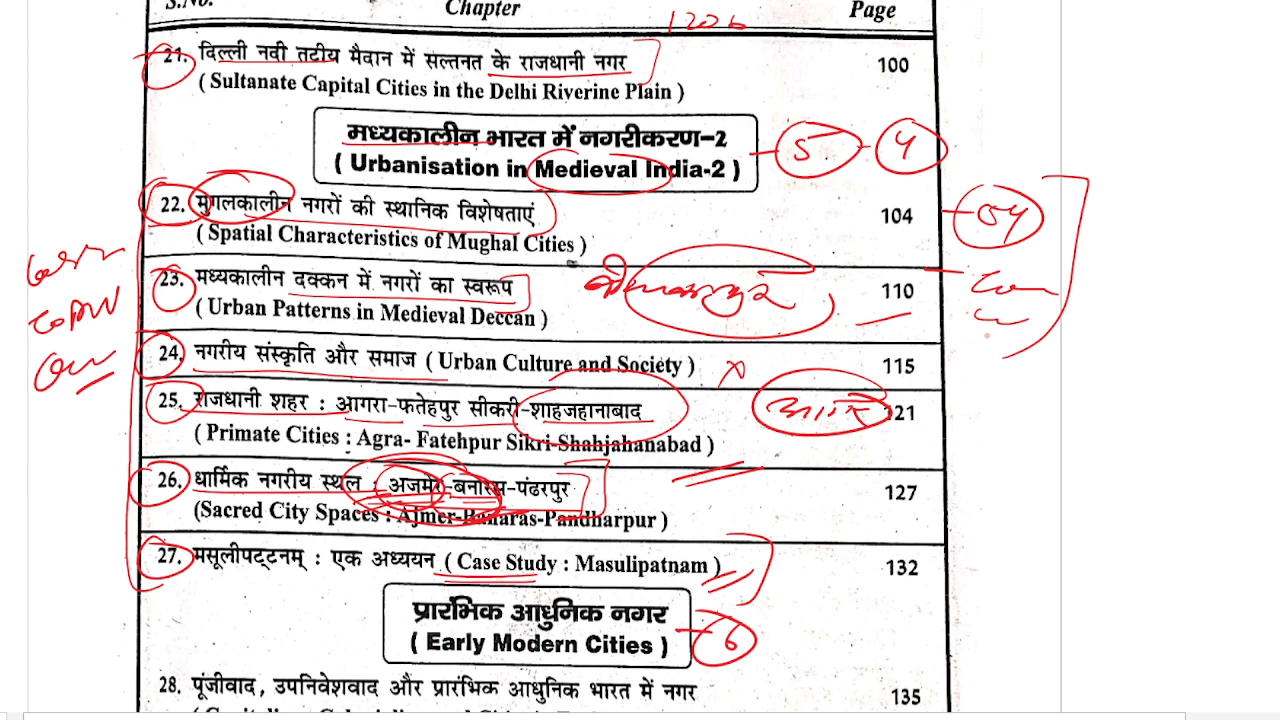 S.No. Chapter Page
1206
21. दिल्ली नदी तटीय मैदान में सल्तनत के राजधानी नगर 100
( Sultanate Capital Cities in the Delhi Riverine Plain )
मध्यकालीन भारत में नगरीकरण-2
( Urbanisation in Medieval India-2 ) 5 4
22. मुगलकालीन नगरों की स्थानिक विशेषताएं 104
( Spatial Characteristics of Mughal Cities )
23. मध्यकालीन दक्कन में नगरों का स्वरूप 110
( Urban Patterns in Medieval Deccan )
24. नगरीय संस्कृति और समाज ( Urban Culture and Society ) 115
25. राजधानी शहर : आगरा-फतेहपुर सीकरी-शाहजहानाबाद 121
( Primate Cities : Agra- Fatehpur Sikri-Shahjahanabad )
26. धार्मिक नगरीय स्थल : अजमेर-बनारस-पंढरपुर 127
(Sacred City Spaces : Ajmer-Banaras-Pandharpur )
27. मसूलीपट्टनम् : एक अध्ययन ( Case Study : Masulipatnam ) 132
प्रारंभिक आधुनिक नगर
( Early Modern Cities ) 6
28. पूंजीवाद, उपनिवेशवाद और प्रारंभिक आधुनिक भारत में नगर 135